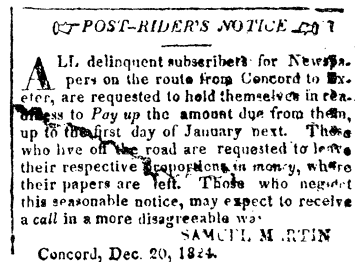 POST-RIDER'S NOTICE
ALL delinquent subscribers for Newspa-
pers on the route from Concord to Ex-
eter, are requested to hold themselves in rea-
diness to Pay up the amount due from them,
up to the first day of January next. Those
who live off the road are requested to leave
their respective proportions in money, where
their papers are left. Those who neglect
this seasonable notice, may expect to receive
a call in a more disagreeable way
SAMUEL MARTIN
Concord, Dec. 20, 1824.